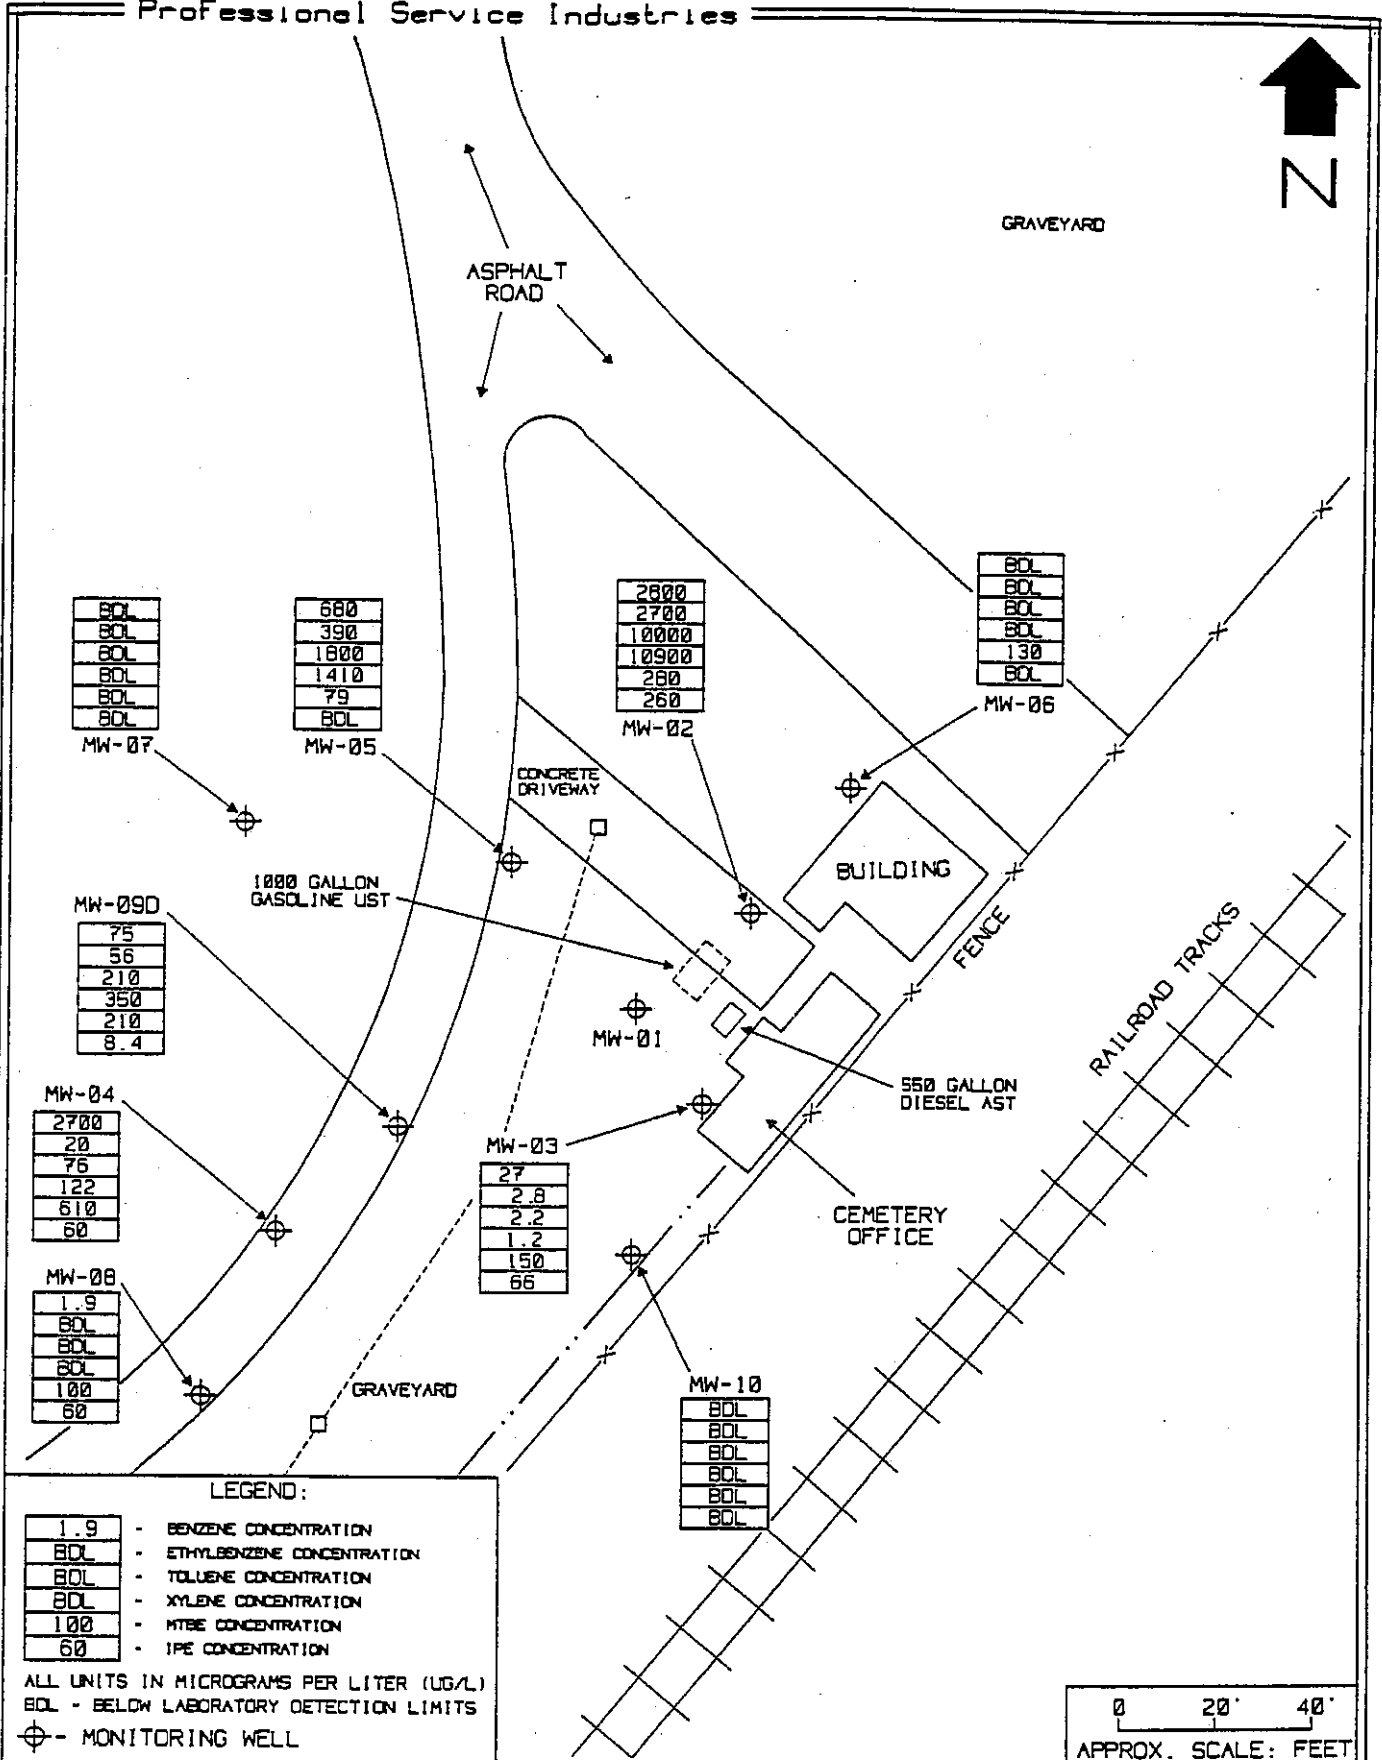 Professional Service Industries
N
GRAVEYARD
ASPHALT
ROAD
BDL
BDL
BDL
BDL
BDL
BDL
MW-07
680
390
1800
1410
79
BDL
MW-05
2800
2700
10000
10900
280
260
MW-02
BDL
BDL
BDL
BDL
130
BDL
MW-06
CONCRETE
DRIVEWAY
BUILDING
1000 GALLON
GASOLINE UST
MW-09D
75
56
210
350
210
8.4
FENCE
RAILROAD TRACKS
MW-01
550 GALLON
DIESEL AST
MW-04
2700
20
76
122
610
60
MW-03
27
2.8
2.2
1.2
150
66
CEMETERY
OFFICE
MW-08
1.9
BDL
BDL
BDL
100
60
GRAVEYARD
MW-10
BDL
BDL
BDL
BDL
BDL
BDL
LEGEND:
1.9 - BENZENE CONCENTRATION
BDL - ETHYLBENZENE CONCENTRATION
BDL - TOLUENE CONCENTRATION
BDL - XYLENE CONCENTRATION
100 - MTBE CONCENTRATION
60 - IPE CONCENTRATION
ALL UNITS IN MICROGRAMS PER LITER (UG/L)
BDL - BELOW LABORATORY DETECTION LIMITS
- MONITORING WELL
0 20' 40'
APPROX. SCALE: FEET